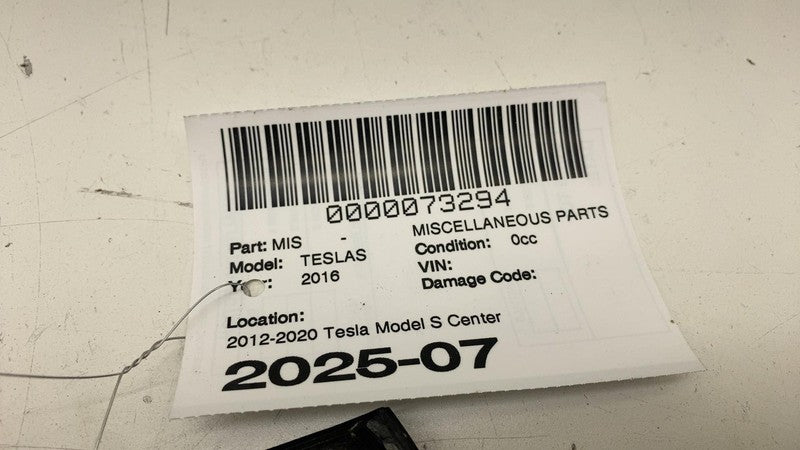 0000073294
Part: MIS - MISCELLANEOUS PARTS
Model: TESLAS Condition: 0cc
2016 VIN:
Damage Code:
Location:
2012-2020 Tesla Model S Center
2025-07